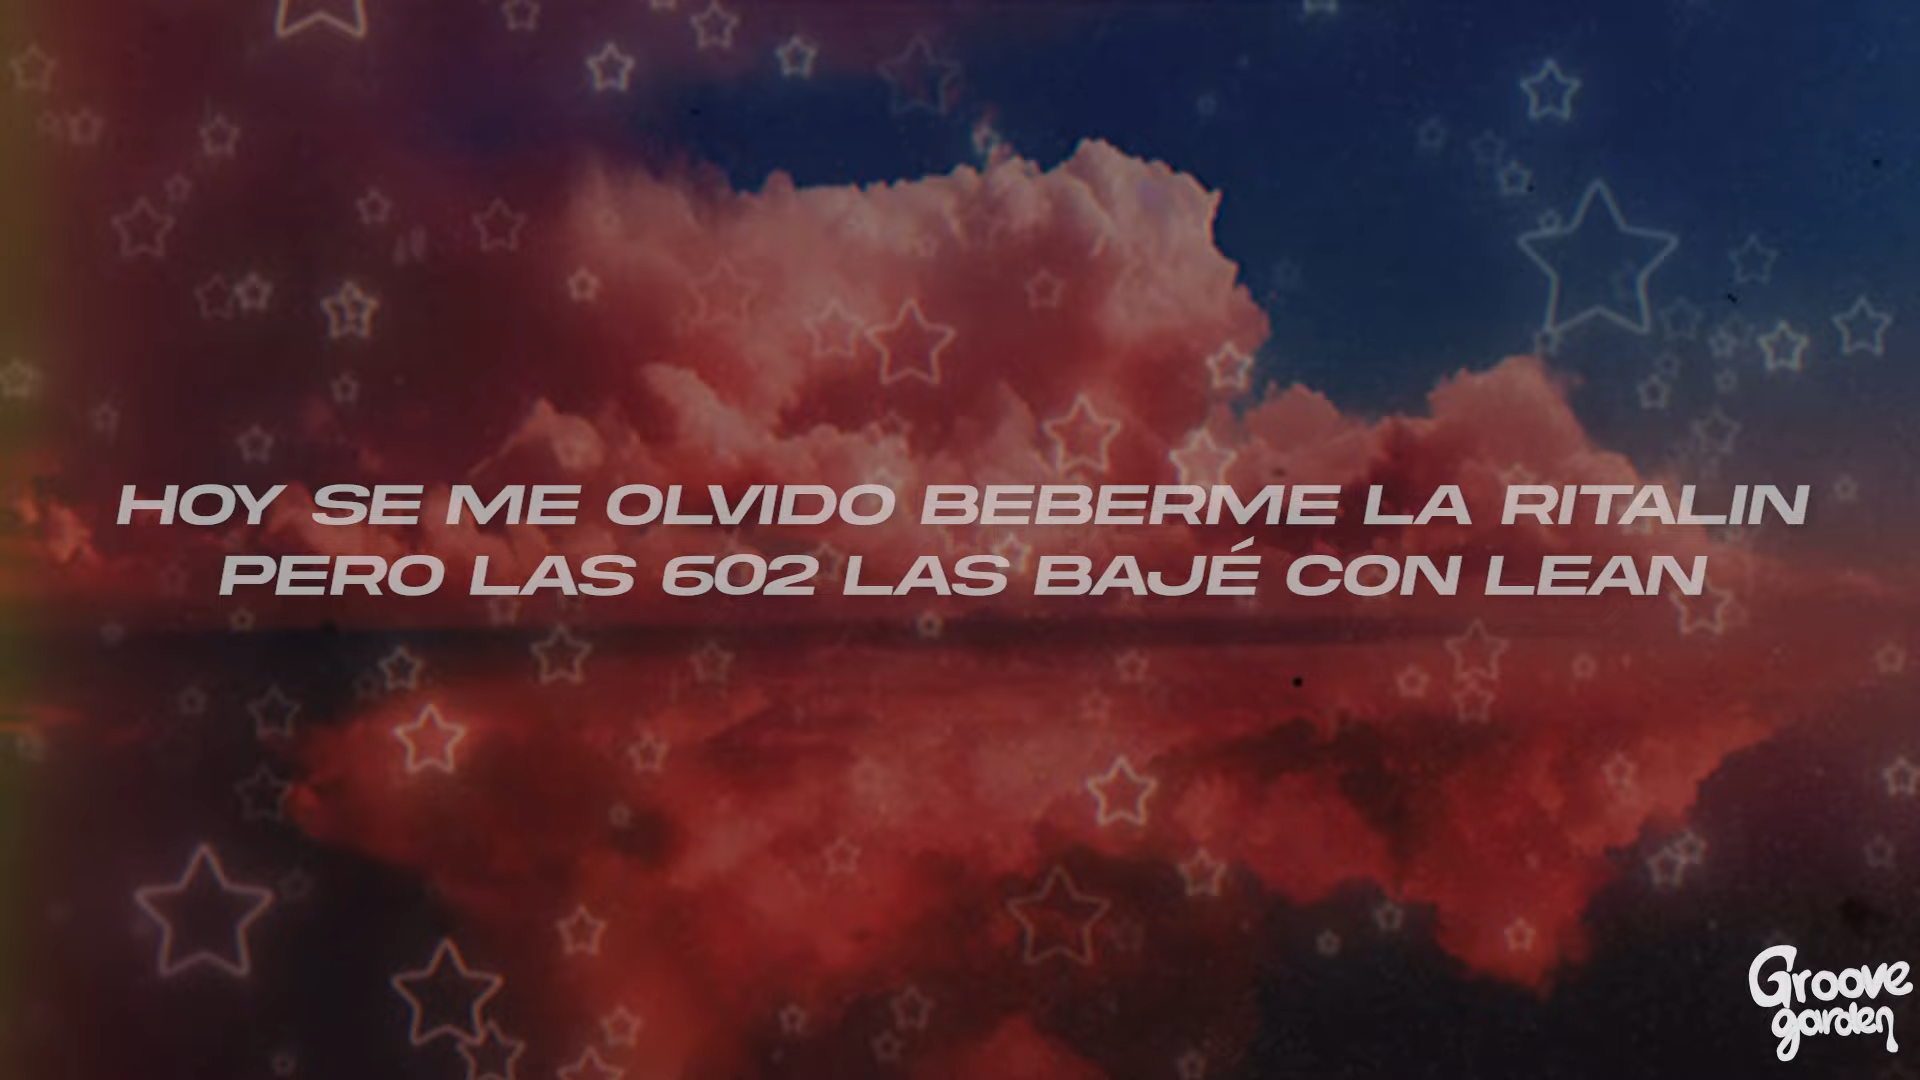 HOY SE ME OLVIDO BEBERME LA RITALIN
PERO LAS 602 LAS BAJÉ CON LEAN
Groove
garden